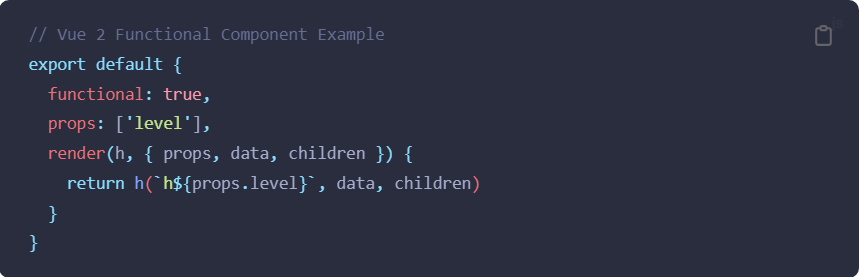 // Vue 2 Functional Component Example
export default {
  functional: true,
  props: ['level'],
  render(h, { props, data, children }) {
    return h(`h${props.level}`, data, children)
  }
}